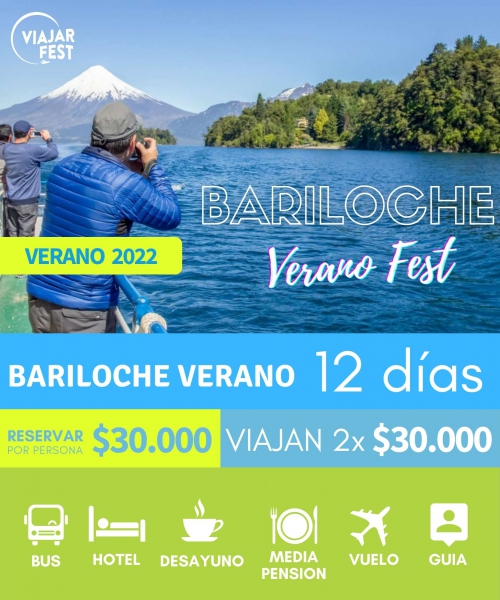 VIAJAR
FEST
BARILOCHE
Verano Fest
VERANO 2022
BARILOCHE VERANO 12 días
RESERVAR
POR PERSONA
$30.000
VIAJAN 2x $30.000
BUS
HOTEL
DESAYUNO
MEDIA
PENSION
VUELO
GUIA